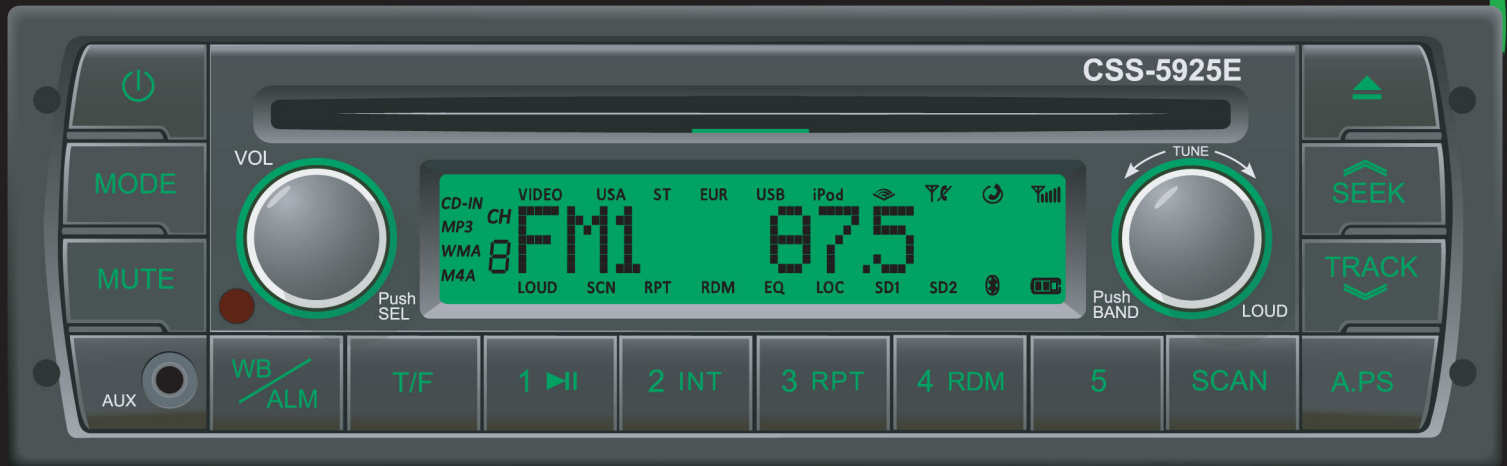 CSS-5925E
MODE
MUTE
VOL
Push
SEL
CD-IN
MP3
WMA
M4A
VIDEO USA ST EUR USB iPod
CH
8
FM1 87.5
LOUD SCN RPT RDM EQ LOC SD1 SD2
TUNE
Push
BAND
LOUD
SEEK
TRACK
AUX
WB
ALM
T/F
1
2 INT
3 RPT
4 RDM
5
SCAN
A.PS